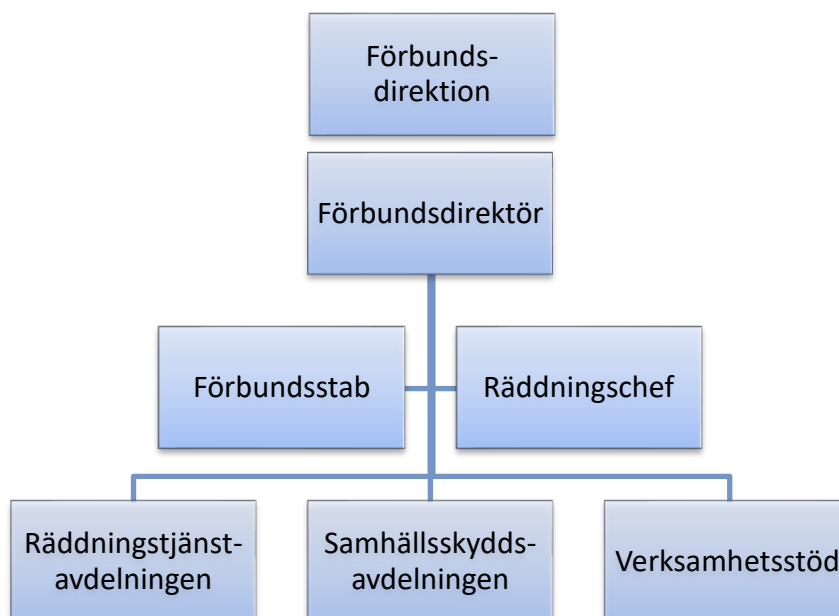 Förbunds-
direktion
Förbundsdirektör
Förbundsstab
Räddningschef
Räddningstjänst-
avdelningen
Samhällsskydds-
avdelningen
Verksamhetsstöd